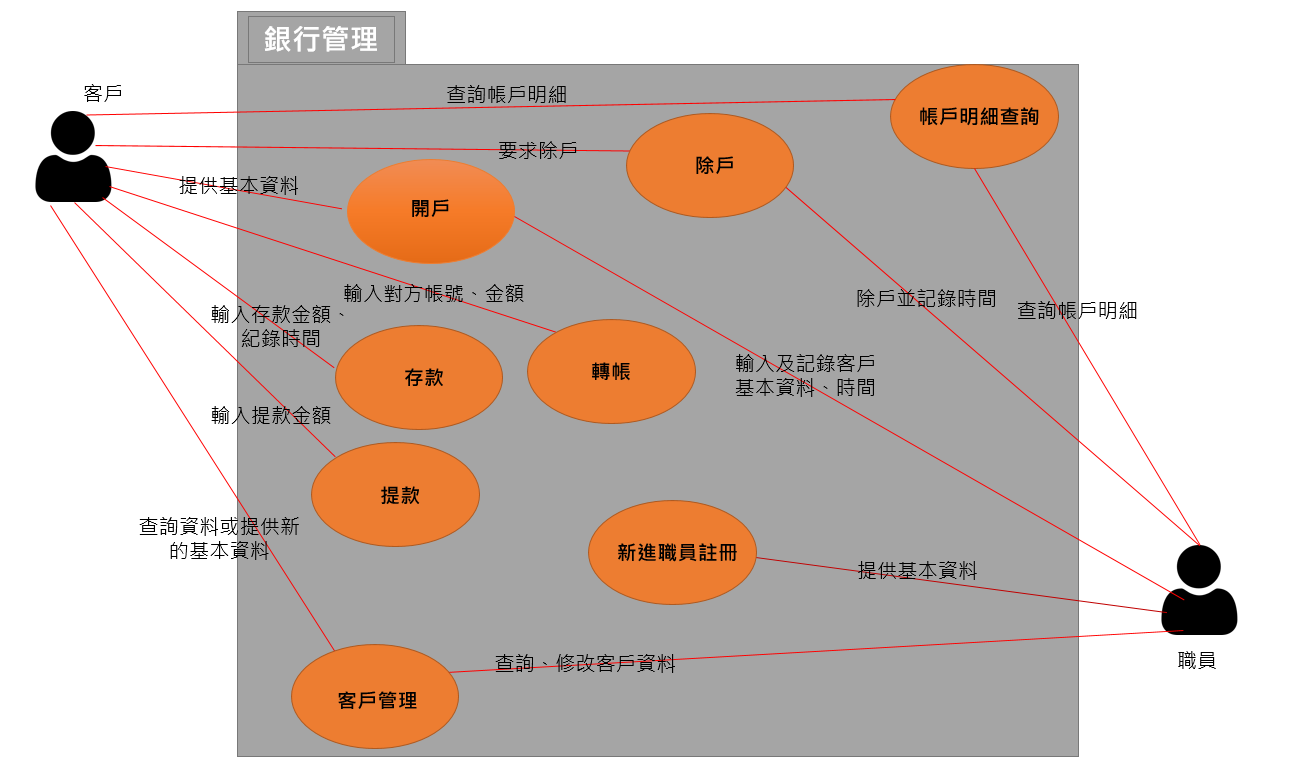 銀行管理
客戶
查詢帳戶明細
帳戶明細查詢
要求除戶
除戶
提供基本資料
開戶
輸入對方帳號、金額
除戶並記錄時間
查詢帳戶明細
輸入存款金額、
紀錄時間
輸入及記錄客戶
基本資料、時間
存款
轉帳
輸入提款金額
提款
查詢資料或提供新
的基本資料
新進職員註冊
提供基本資料
查詢、修改客戶資料
職員
客戶管理